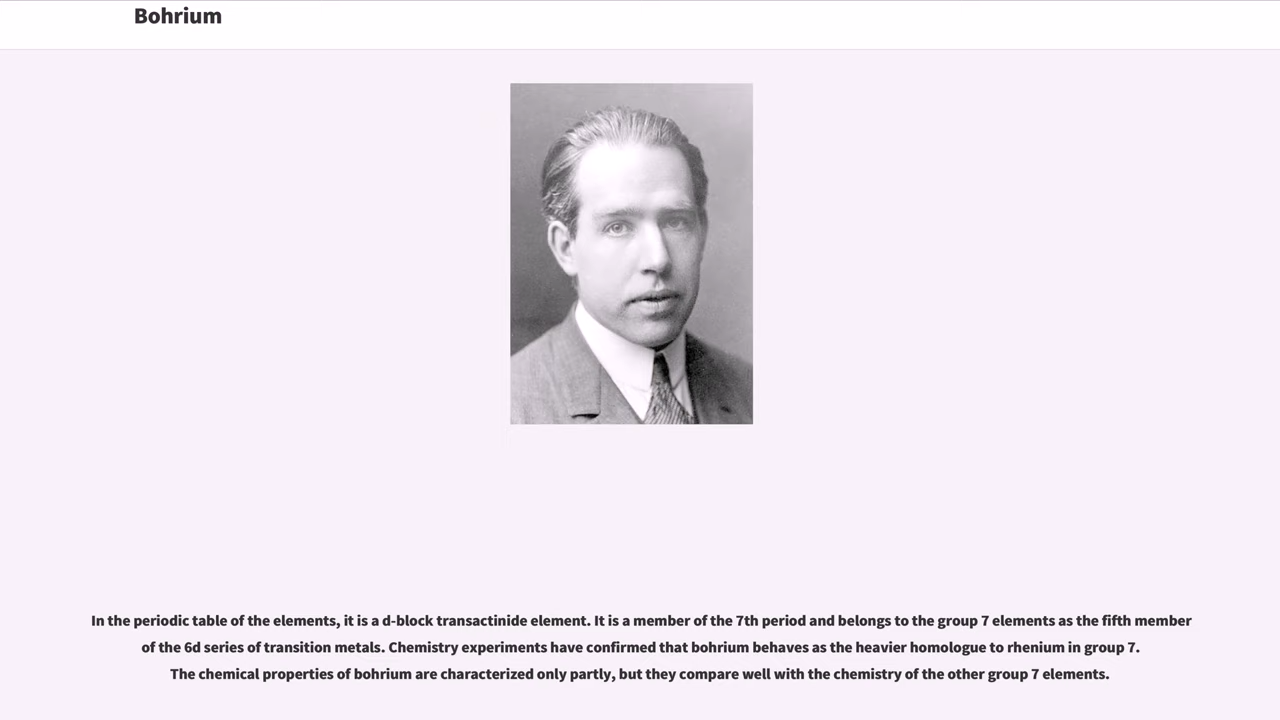 Bohrium
In the periodic table of the elements, it is a d-block transactinide element. It is a member of the 7th period and belongs to the group 7 elements as the fifth member
of the 6d series of transition metals. Chemistry experiments have confirmed that bohrium behaves as the heavier homologue to rhenium in group 7.
The chemical properties of bohrium are characterized only partly, but they compare well with the chemistry of the other group 7 elements.